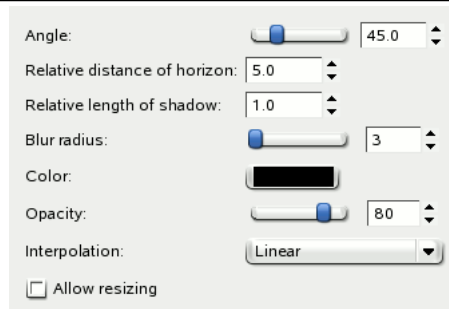 Angle: 45.0
Relative distance of horizon: 5.0
Relative length of shadow: 1.0
Blur radius: 3
Color:
Opacity: 80
Interpolation: Linear
Allow resizing